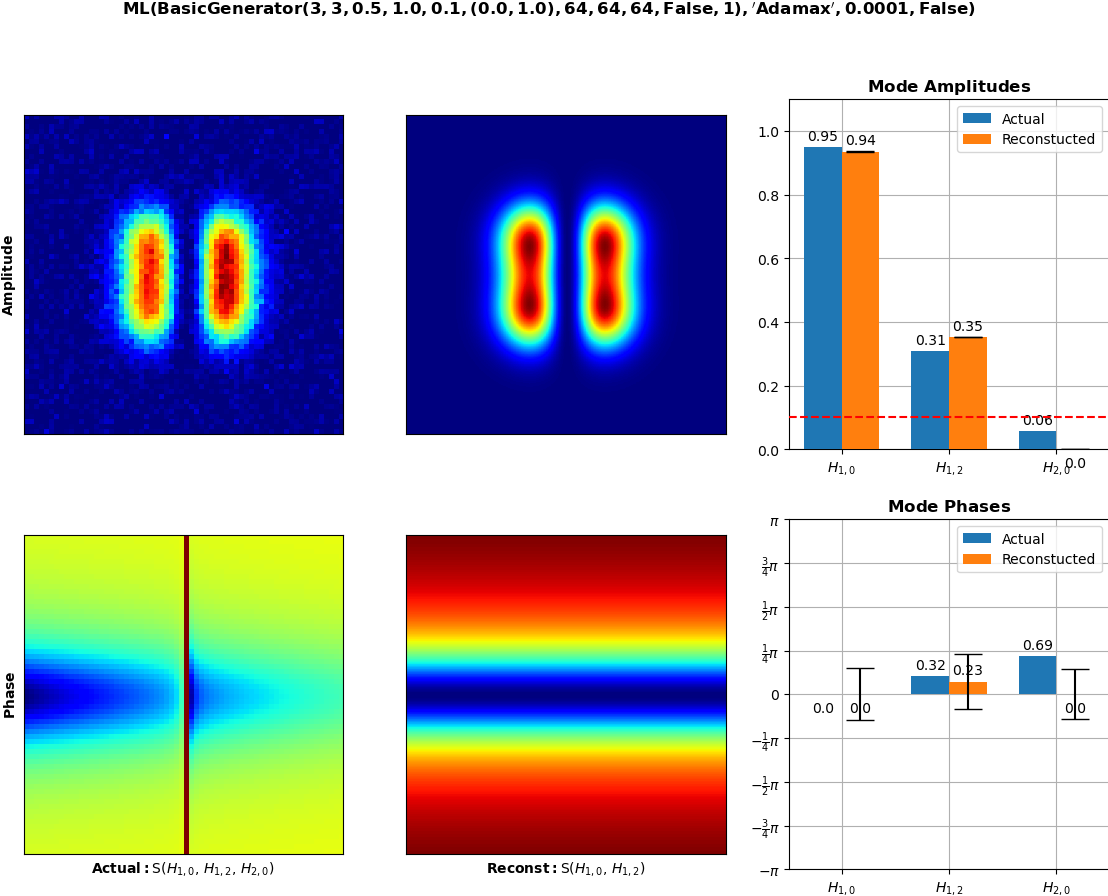 ML(BasicGenerator(3, 3, 0.5, 1.0, 0.1, (0.0, 1.0), 64, 64, 64, False, 1), ′Adamax′, 0.0001, False)
Amplitude
Mode Amplitudes
Actual
Reconstucted
1.0
0.8
0.6
0.4
0.2
0.0
0.95
0.94
0.31
0.35
0.06
0.0
H1,0
H1,2
H2,0
Phase
Actual: S(H1,0, H1,2, H2,0)
Reconst: S(H1,0, H1,2)
Mode Phases
Actual
Reconstucted
π
3/4π
1/2π
1/4π
0
−1/4π
−1/2π
−3/4π
−π
0.0
0.0
0.32
0.23
0.69
0.0
H1,0
H1,2
H2,0